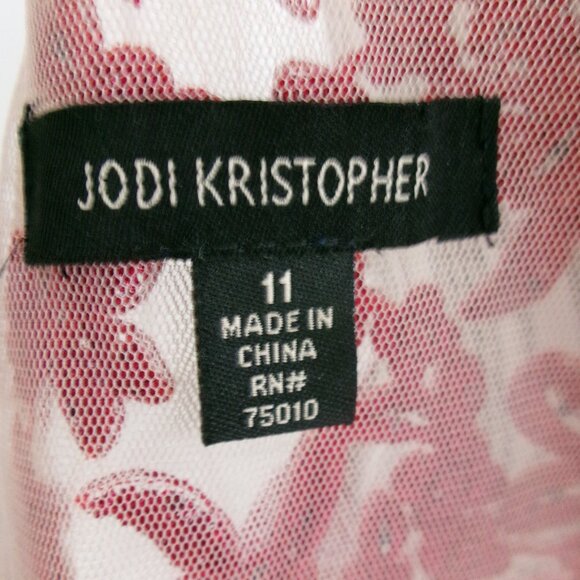 JODI KRISTOPHER
11
MADE IN
CHINA
RN#
75010